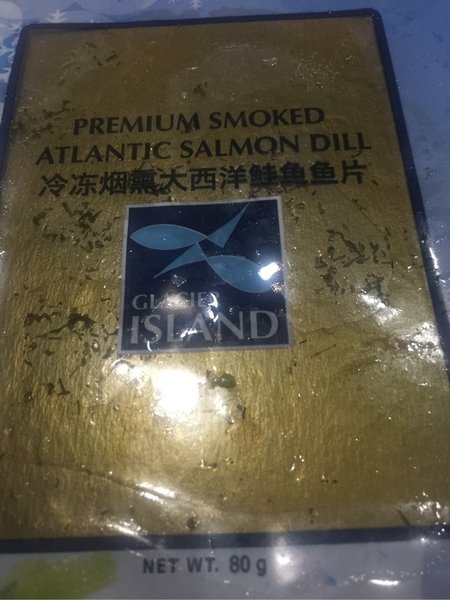 PREMIUM SMOKED
ATLANTIC SALMON DILL
冷冻烟熏大西洋鲑鱼鱼片
GLACIER
ISLAND
NET WT. 80 g